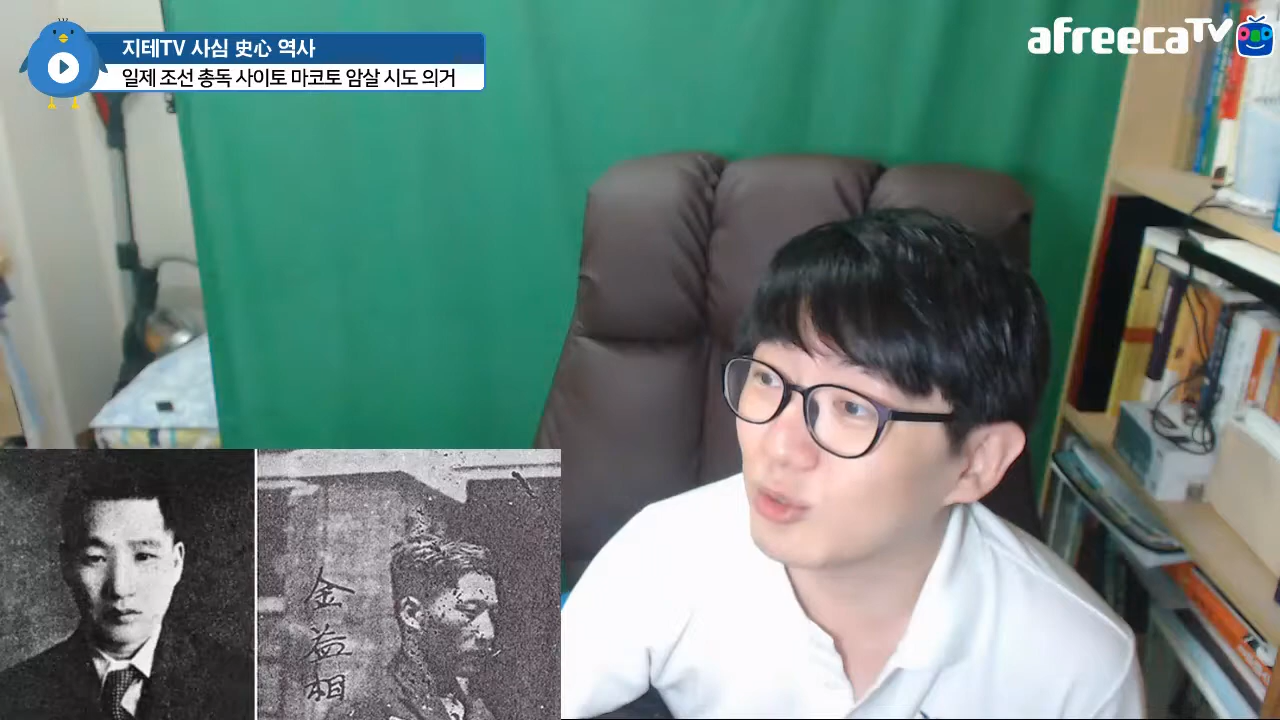 지테TV 사심 史心 역사
일제 조선 총독 사이토 마코토 암살 시도 의거
afreecaTV
金益相